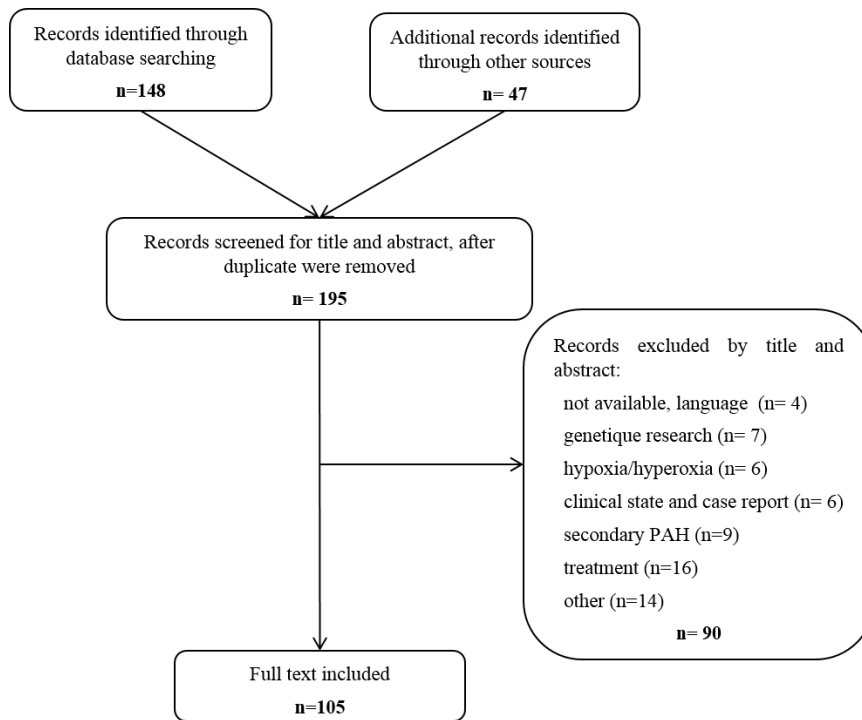 Records identified through
database searching
n=148
Additional records identified
through other sources
n= 47
Records screened for title and abstract, after
duplicate were removed
n= 195
Records excluded by title and
abstract:
not available, language (n= 4)
genetique research (n= 7)
hypoxia/hyperoxia (n= 6)
clinical state and case report (n= 6)
secondary PAH (n=9)
treatment (n=16)
other (n=14)
n= 90
Full text included
n=105